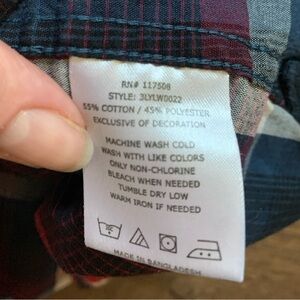 RN# 117508
STYLE: 3LYLW0022
55% COTTON / 45% POLYESTER
EXCLUSIVE OF DECORATION
MACHINE WASH COLD
WASH WITH LIKE COLORS
ONLY NON-CHLORINE
BLEACH WHEN NEEDED
TUMBLE DRY LOW
WARM IRON IF NEEDED
MADE IN BANGLADESH